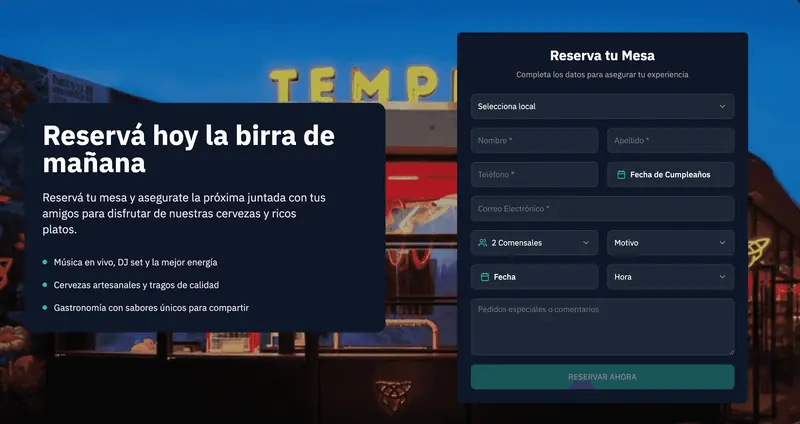 TEMPL
Reservá hoy la birra de
mañana
Reservá tu mesa y asegurate la próxima juntada con tus
amigos para disfrutar de nuestras cervezas y ricos
platos.
Música en vivo, DJ set y la mejor energía
Cervezas artesanales y tragos de calidad
Gastronomía con sabores únicos para compartir
Reserva tu Mesa
Completa los datos para asegurar tu experiencia
Selecciona local
Nombre *
Apellido *
Teléfono *
Fecha de Cumpleaños
Correo Electrónico *
2 Comensales
Motivo
Fecha
Hora
Pedidos especiales o comentarios
RESERVAR AHORA